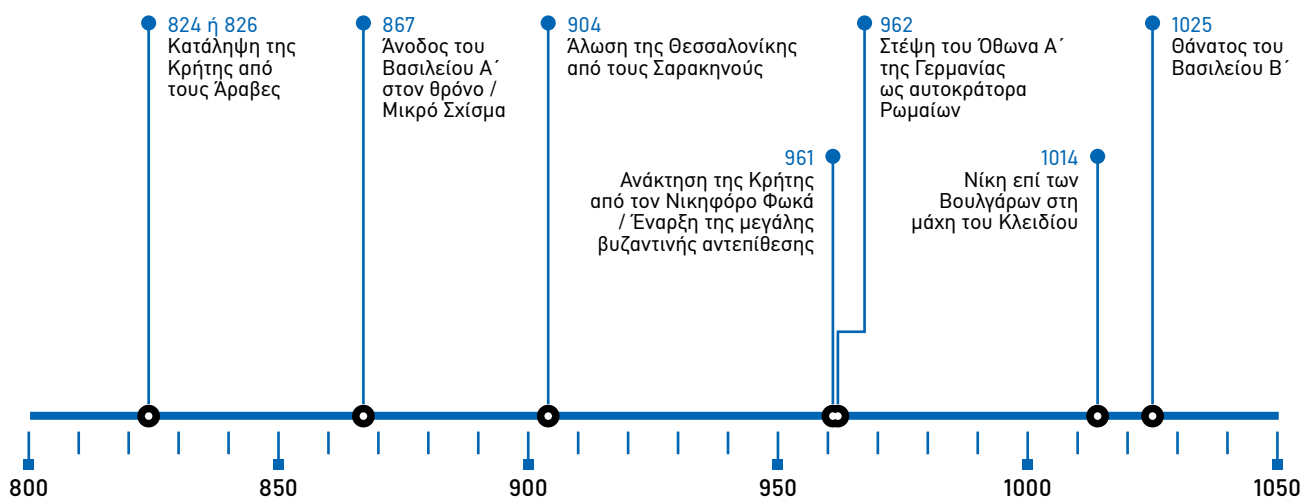 824 ή 826
Κατάληψη της
Κρήτης από
τους Άραβες
867
Άνοδος του
Βασιλείου Α΄
στον θρόνο /
Μικρό Σχίσμα
904
Άλωση της Θεσσαλονίκης
από τους Σαρακηνούς
962
Στέψη του Όθωνα Α΄
της Γερμανίας
ως αυτοκράτορα
Ρωμαίων
1025
Θάνατος του
Βασιλείου Β΄
961
Ανάκτηση της Κρήτης
από τον Νικηφόρο Φωκά
/ Έναρξη της μεγάλης
βυζαντινής αντεπίθεσης
1014
Νίκη επί των
Βουλγάρων στη
μάχη του Κλειδίου
800 850 900 950 1000 1050